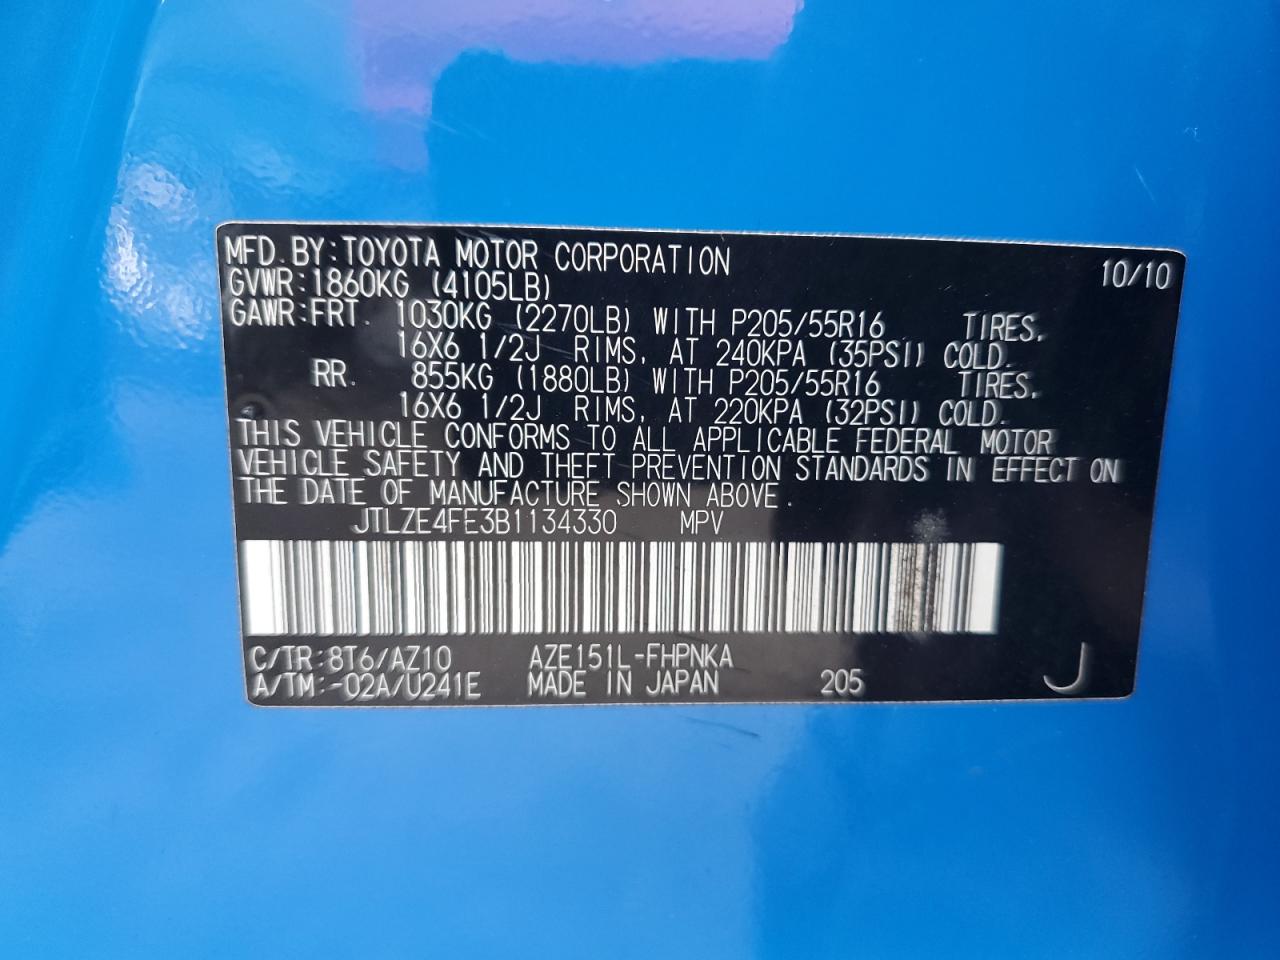 MFD. BY: TOYOTA MOTOR CORPORATION 10/10
GVWR: 1860KG (4105LB)
GAWR: FRT. 1030KG (2270LB) WITH P205/55R16 TIRES,
16X6 1/2J RIMS, AT 240KPA (35PSI) COLD.
RR. 855KG (1880LB) WITH P205/55R16 TIRES,
16X6 1/2J RIMS, AT 220KPA (32PSI) COLD.
THIS VEHICLE CONFORMS TO ALL APPLICABLE FEDERAL MOTOR
VEHICLE SAFETY AND THEFT PREVENTION STANDARDS IN EFFECT ON
THE DATE OF MANUFACTURE SHOWN ABOVE.
JTLZE4FE3B1134330 MPV
C/TR: 8T6/AZ10 AZE151L-FHPNKA
A/TM: -02A/U241E MADE IN JAPAN 205 J